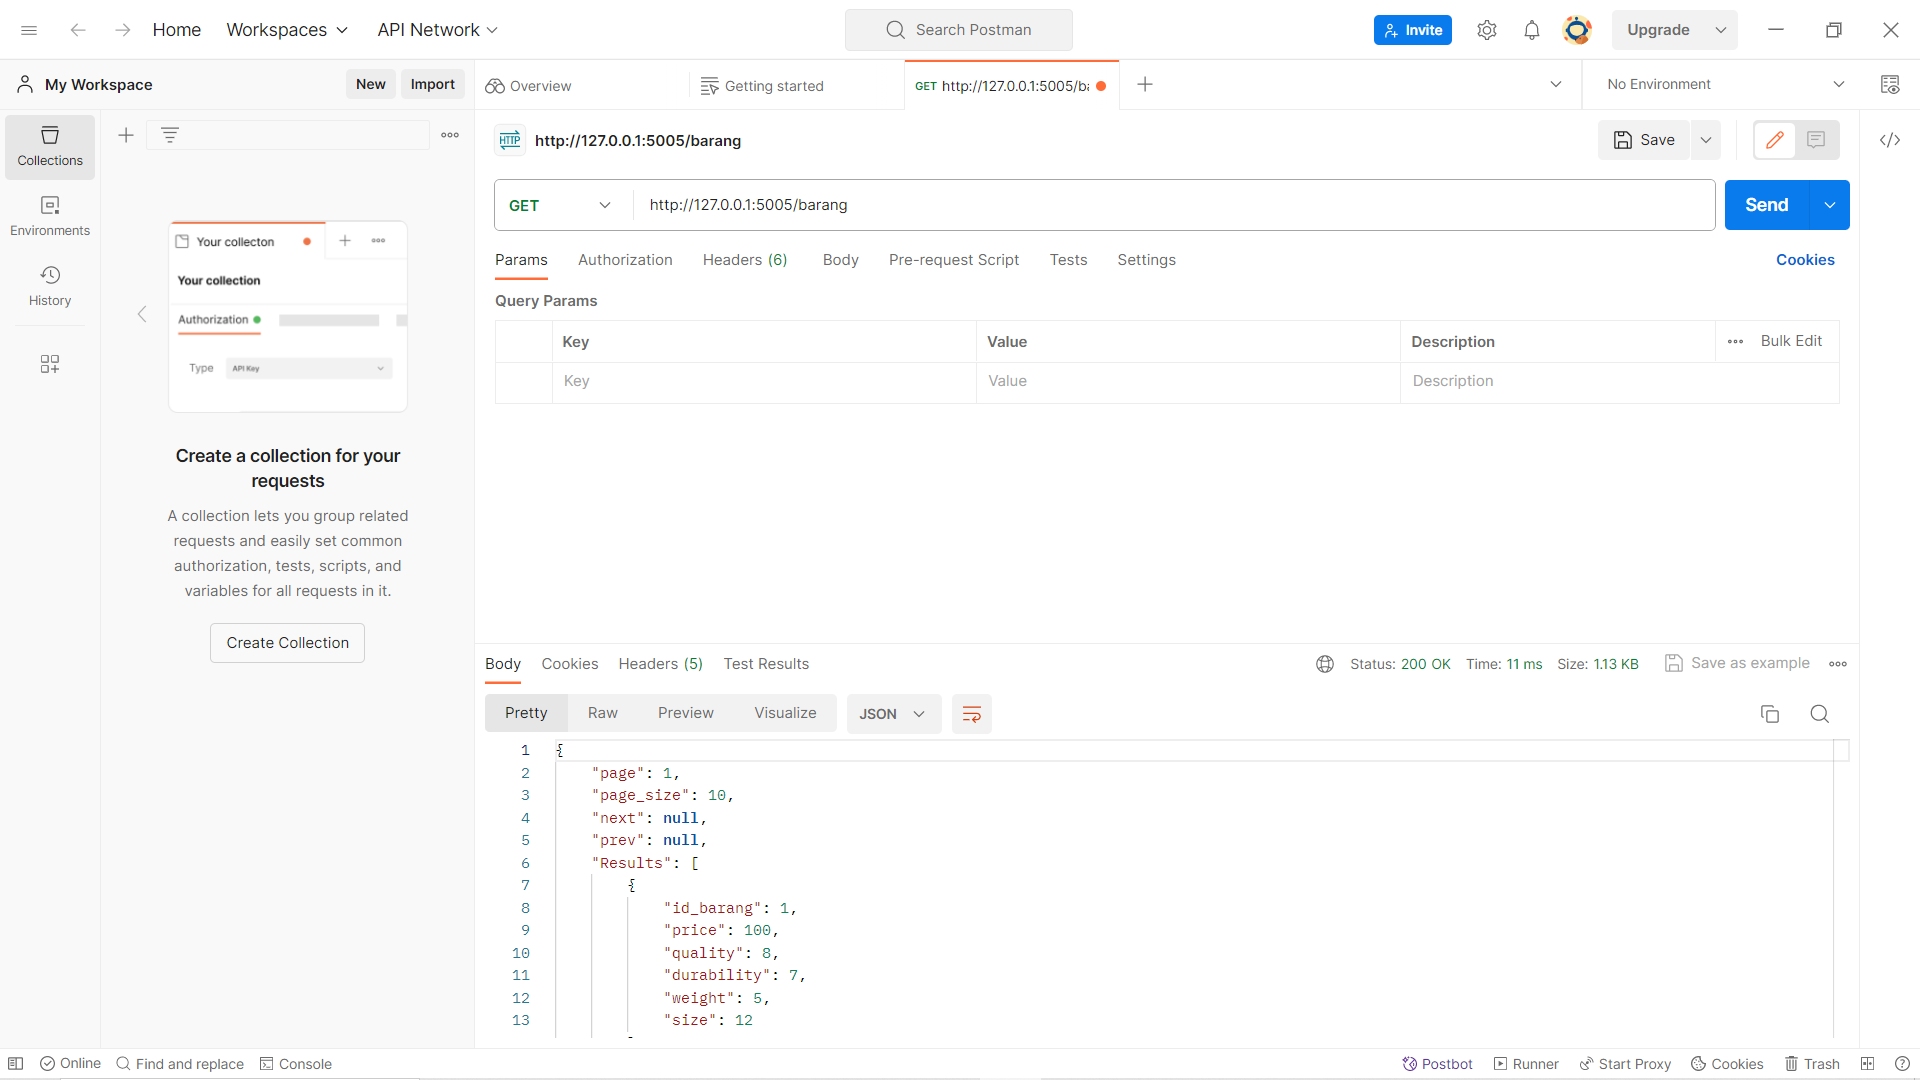 Home Workspaces API Network Search Postman Invite Upgrade
My Workspace New Import Overview Getting started GET http://127.0.0.1:5005/ba No Environment
Collections
Environments
History
Your collecton
Your collection
Authorization
Type API Key
Create a collection for your
requests
A collection lets you group related
requests and easily set common
authorization, tests, scripts, and
variables for all requests in it.
Create Collection
HTTP http://127.0.0.1:5005/barang Save
GET http://127.0.0.1:5005/barang Send
Params Authorization Headers (6) Body Pre-request Script Tests Settings Cookies
Query Params
Key Value Description Bulk Edit
Key Value Description
Body Cookies Headers (5) Test Results Status: 200 OK Time: 11 ms Size: 1.13 KB Save as example
Pretty Raw Preview Visualize JSON
1 {
2 "page": 1,
3 "page_size": 10,
4 "next": null,
5 "prev": null,
6 "Results": [
7 {
8 "id_barang": 1,
9 "price": 100,
10 "quality": 8,
11 "durability": 7,
12 "weight": 5,
13 "size": 12
Online Find and replace Console Postbot Runner Start Proxy Cookies Trash